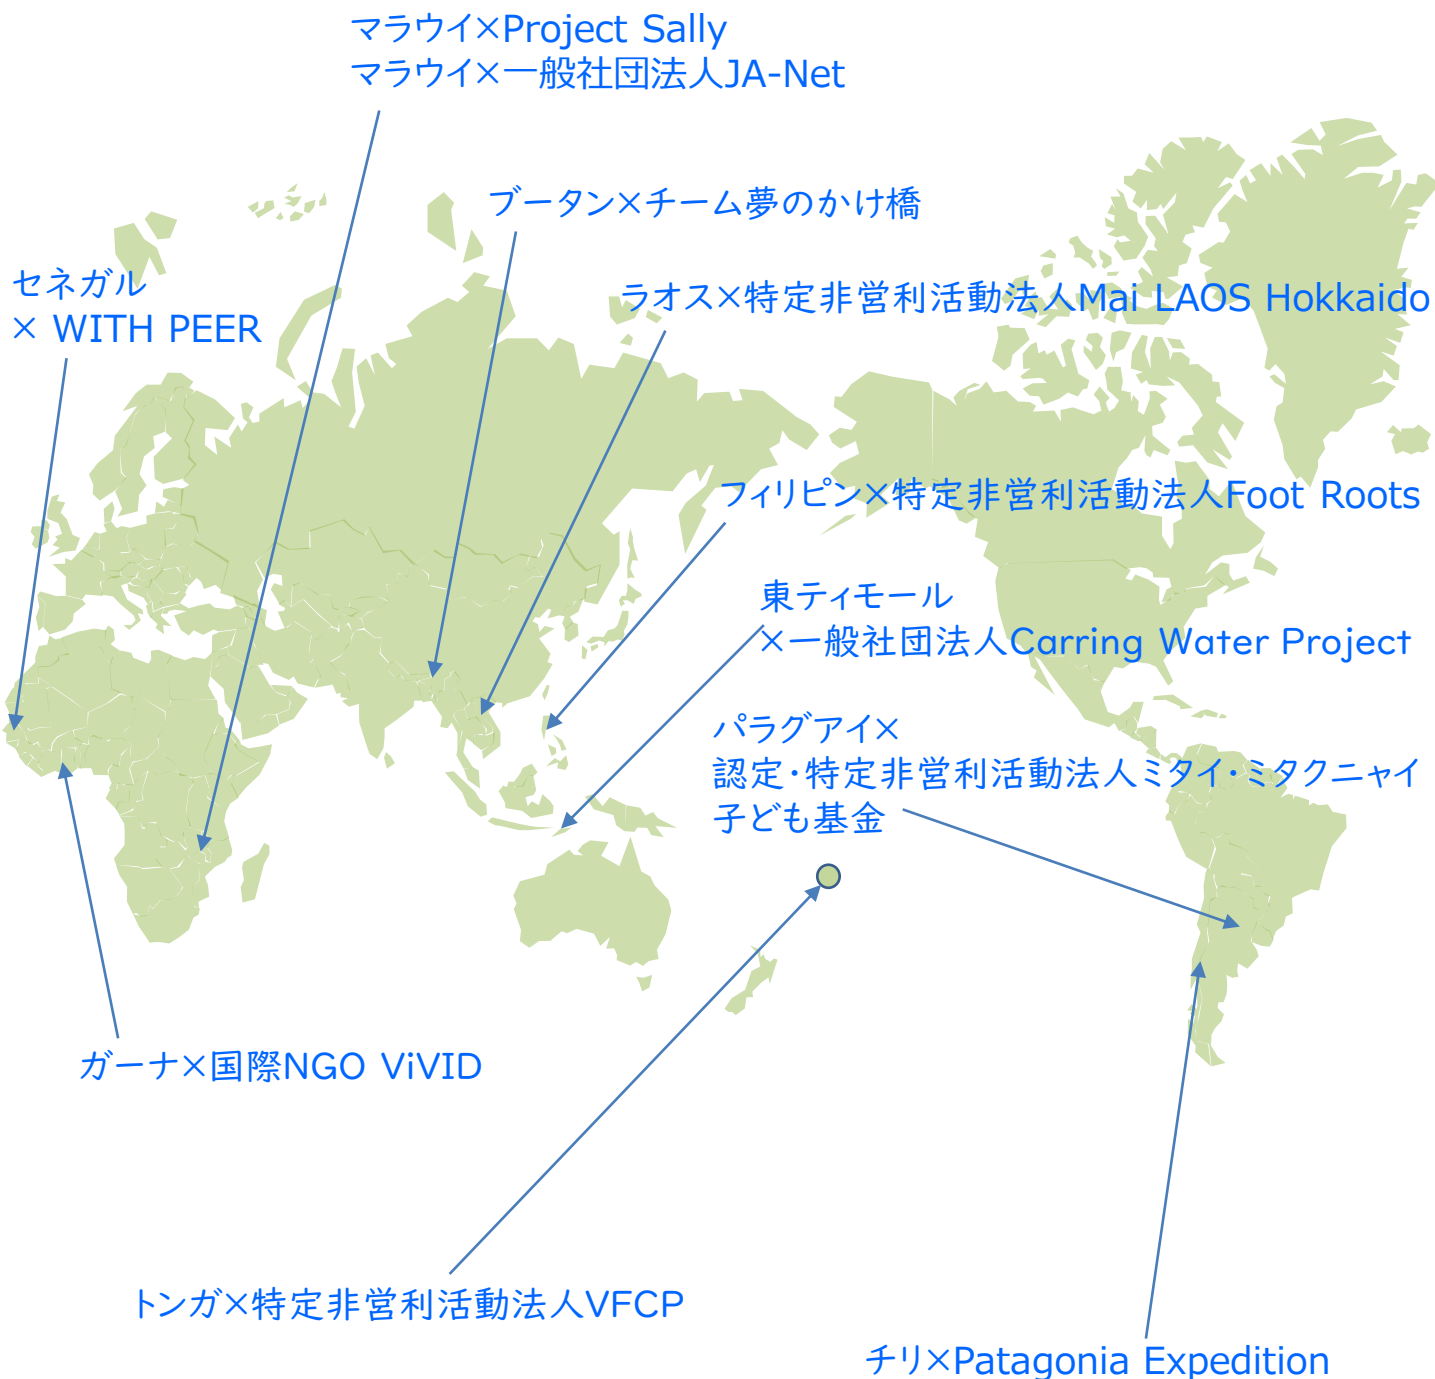 マラウイ×Project Sally
マラウイ×一般社団法人JA-Net
ブータン×チーム夢のかけ橋
セネガル
× WITH PEER
ラオス×特定非営利活動法人Mai LAOS Hokkaido
フィリピン×特定非営利活動法人Foot Roots
東ティモール
×一般社団法人Carring Water Project
パラグアイ×
認定・特定非営利活動法人ミタイ・ミタクニャイ
子ども基金
ガーナ×国際NGO ViVID
トンガ×特定非営利活動法人VFCP
チリ×Patagonia Expedition